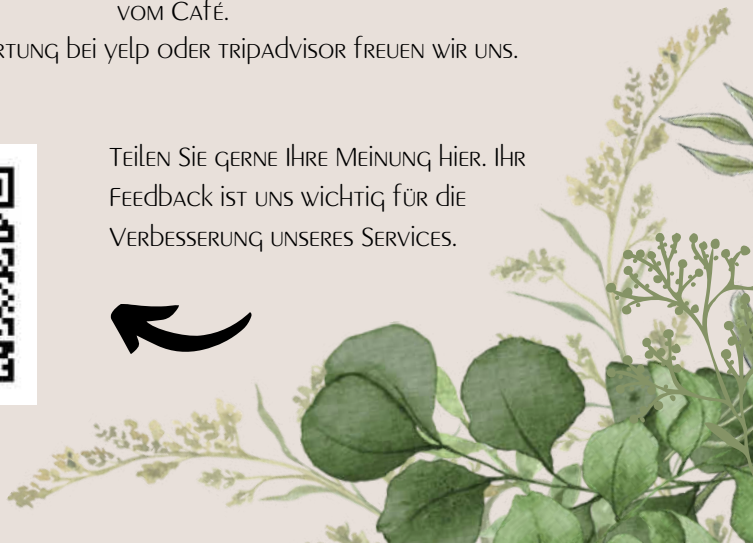 vom Café.
bei yelp oder tripadvisor freuen wir uns.
Teilen Sie gerne Ihre Meinung hier. Ihr
Feedback ist uns wichtig für die
Verbesserung unseres Services.